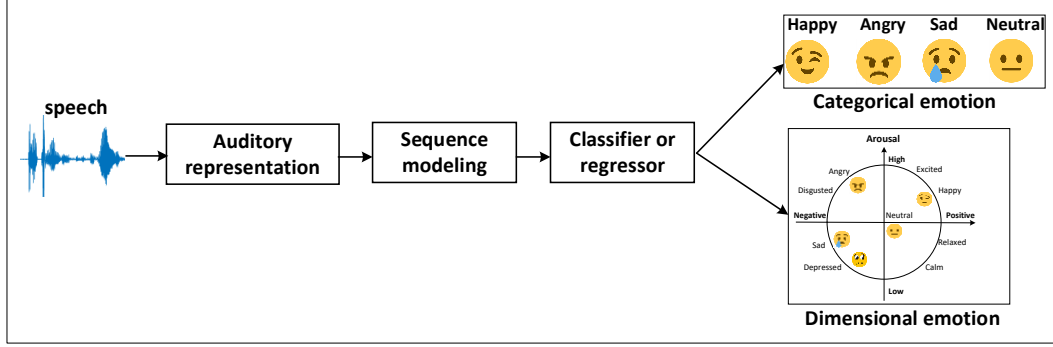 Happy Angry Sad Neutral
Categorical emotion
speech
Auditory
representation
Sequence
modeling
Classifier or
regressor
Arousal
High
Angry Excited
Disgusted Happy
Negative Neutral Positive
Sad Relaxed
Depressed Calm
Low
Dimensional emotion